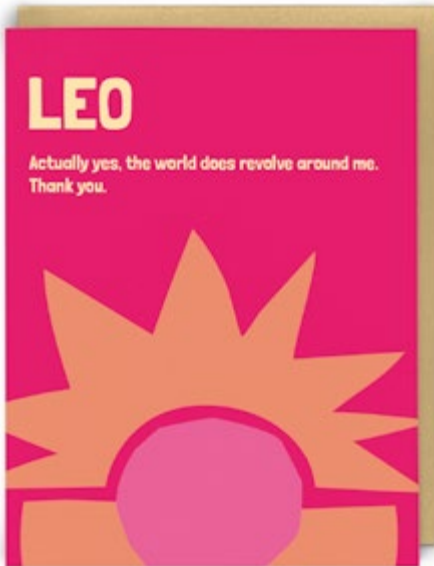 LEO
Actually yes, the world does revolve around me.
Thank you.